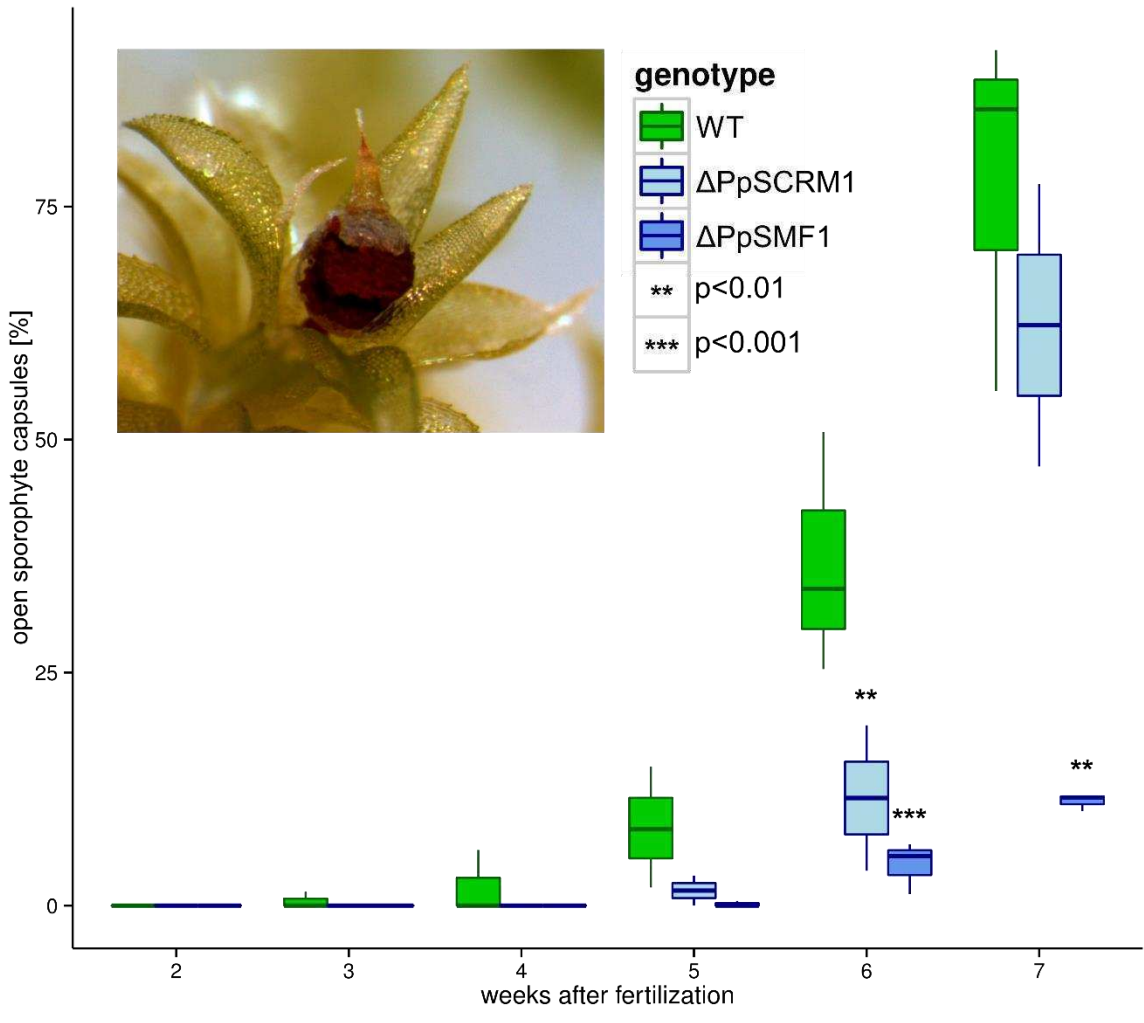 genotype
WT
ΔPpSCRM1
ΔPpSMF1
** p<0.01
*** p<0.001
open sporophyte capsules [%]
75
50
25
0
**
***
**
2 3 4 5 6 7
weeks after fertilization